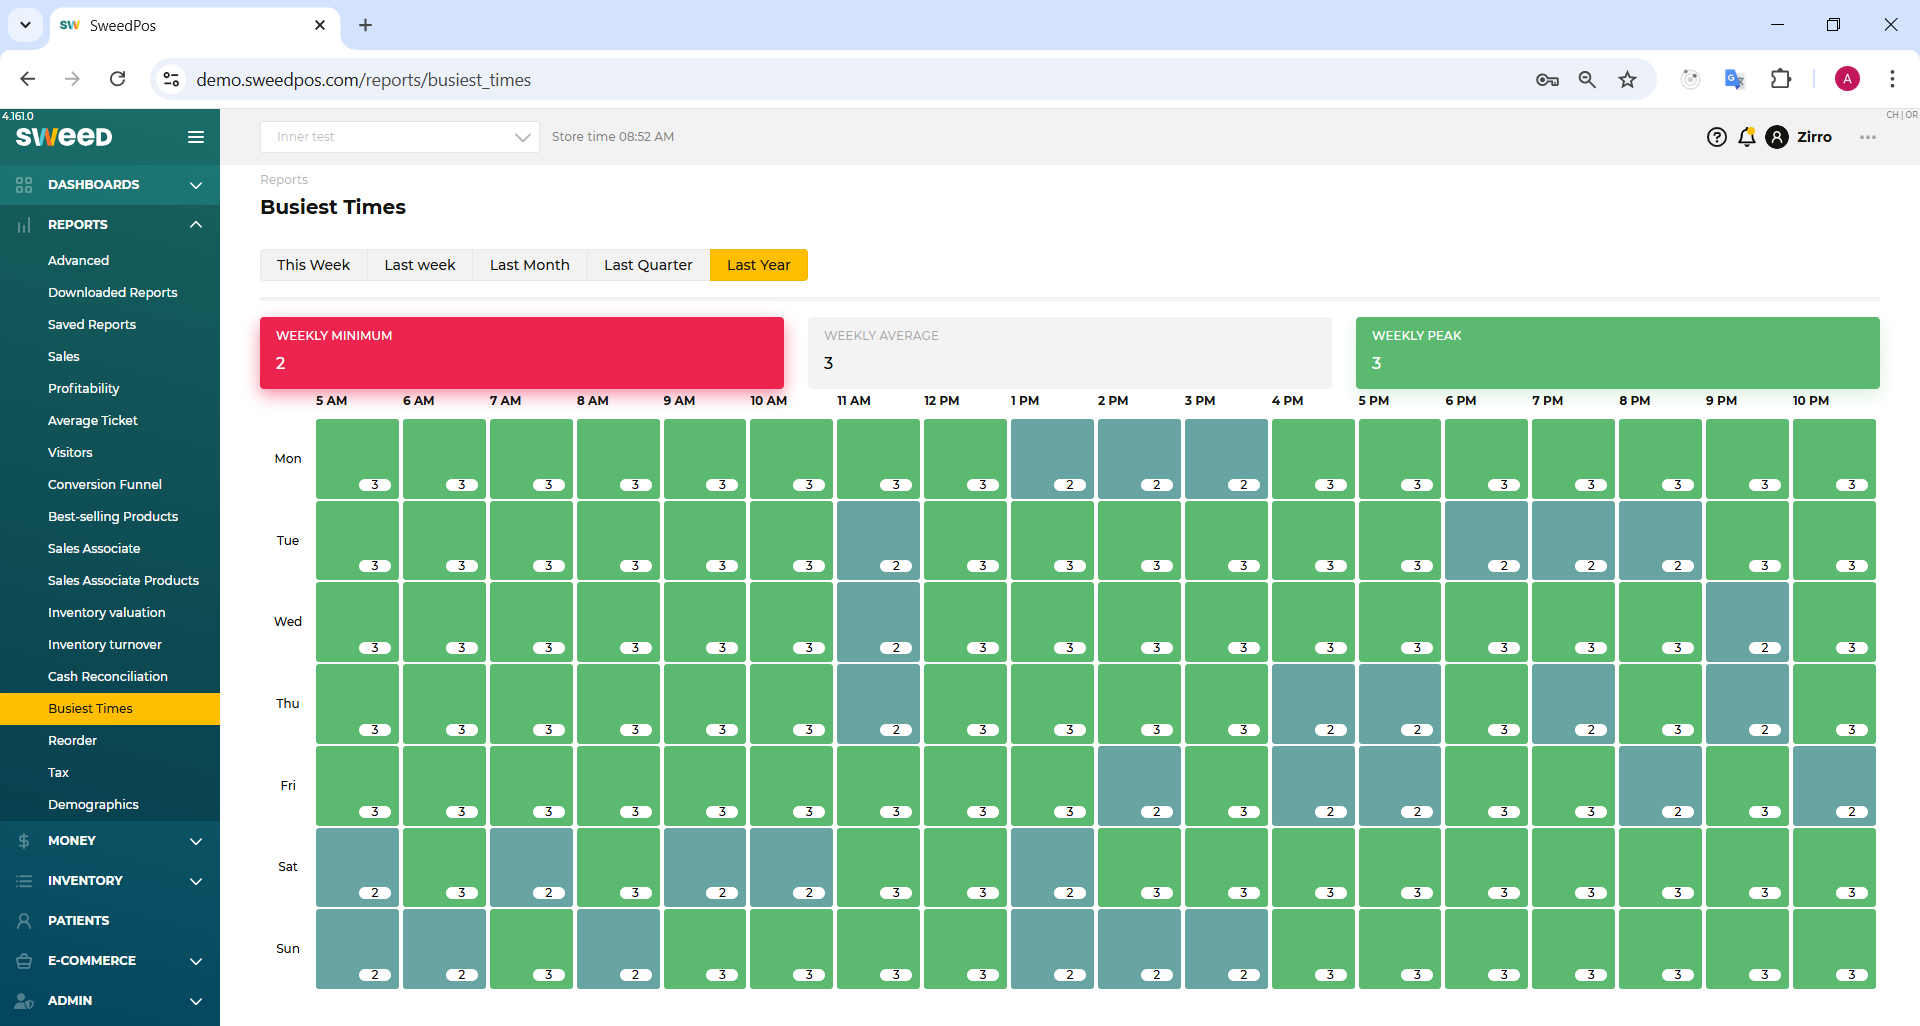 SweedPos
demo.sweedpos.com/reports/busiest_times
A
4.161.0
sweed
Inner test
Store time 08:52 AM
Zirro
CH | OR
DASHBOARDS
REPORTS
Advanced
Downloaded Reports
Saved Reports
Sales
Profitability
Average Ticket
Visitors
Conversion Funnel
Best-selling Products
Sales Associate
Sales Associate Products
Inventory valuation
Inventory turnover
Cash Reconciliation
Busiest Times
Reorder
Tax
Demographics
MONEY
INVENTORY
PATIENTS
E-COMMERCE
ADMIN
Reports
Busiest Times
This Week Last week Last Month Last Quarter Last Year
WEEKLY MINIMUM
2
WEEKLY AVERAGE
3
WEEKLY PEAK
3
5 AM 6 AM 7 AM 8 AM 9 AM 10 AM 11 AM 12 PM 1 PM 2 PM 3 PM 4 PM 5 PM 6 PM 7 PM 8 PM 9 PM 10 PM
Mon 3 3 3 3 3 3 3 3 2 2 2 3 3 3 3 3 3 3
Tue 3 3 3 3 3 3 2 3 3 3 3 3 3 2 2 2 3 3
Wed 3 3 3 3 3 3 2 3 3 3 3 3 3 3 3 3 2 3
Thu 3 3 3 3 3 3 2 3 3 3 3 2 2 3 2 3 2 3
Fri 3 3 3 3 3 3 3 3 3 2 3 2 2 3 3 2 3 2
Sat 2 3 2 3 2 2 3 3 2 3 3 3 3 3 3 3 3 3
Sun 2 2 3 2 3 3 3 3 2 2 2 3 3 3 3 3 3 3